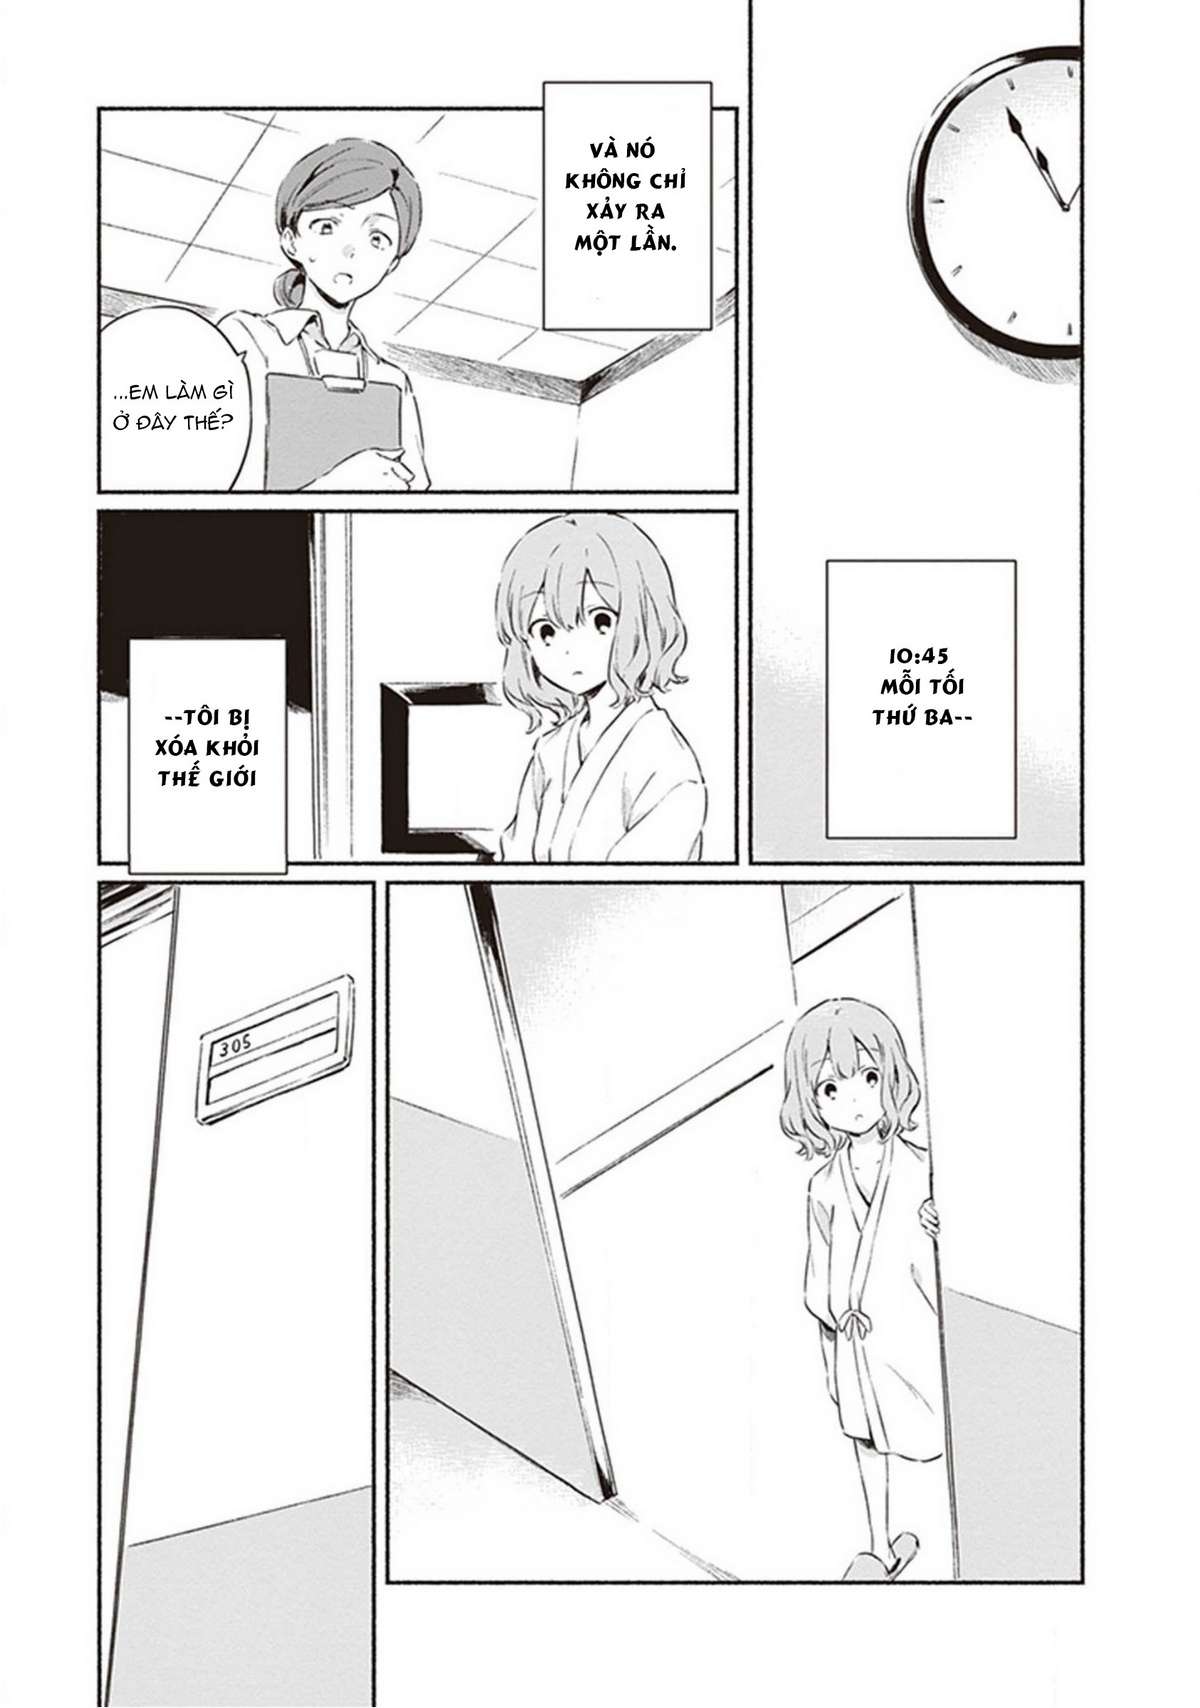 10:45
MỖI TỐI
THỨ BA--
VÀ NÓ
KHÔNG CHỈ
XẢY RA
MỘT LẦN.
...EM LÀM GÌ
Ở ĐÂY THẾ?
--TÔI BỊ
XÓA KHỎI
THẾ GIỚI
305